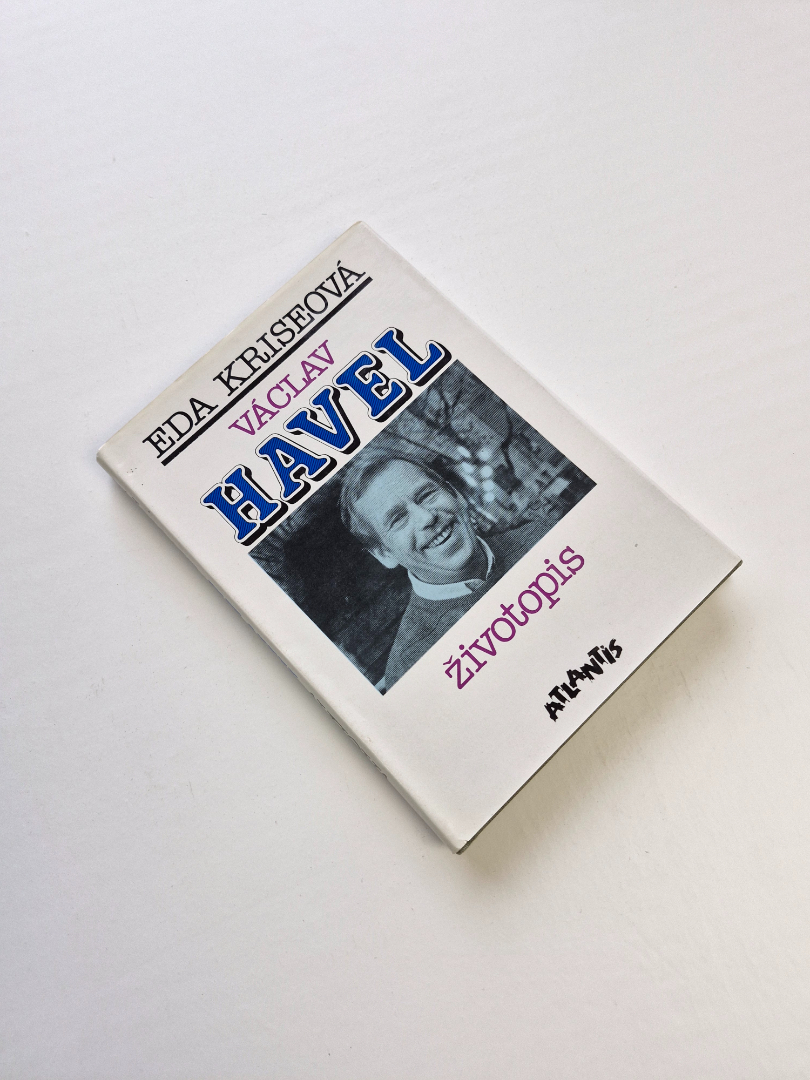 EDA KRISEOVÁ
VÁCLAV
HAVEL
životopis
ATLANTIS